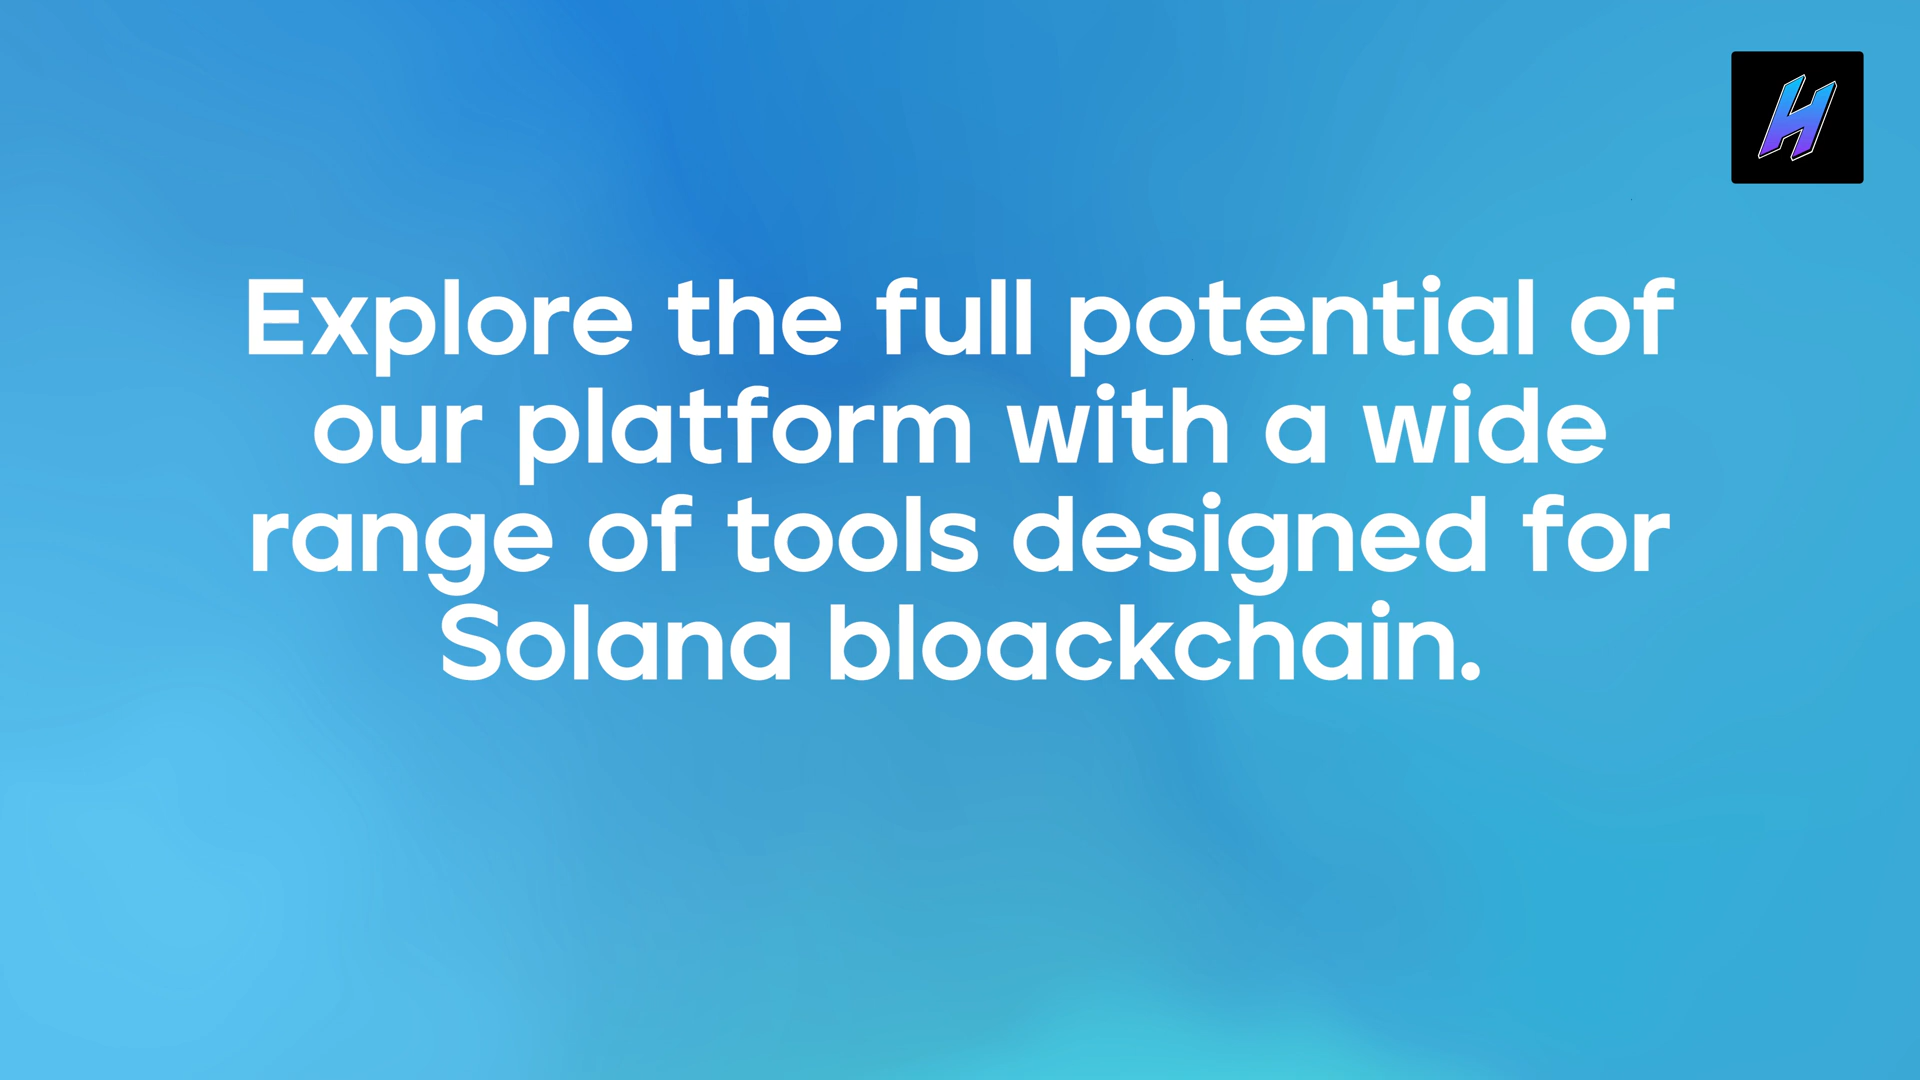 H
Explore the full potential of
our platform with a wide
range of tools designed for
Solana bloackchain.